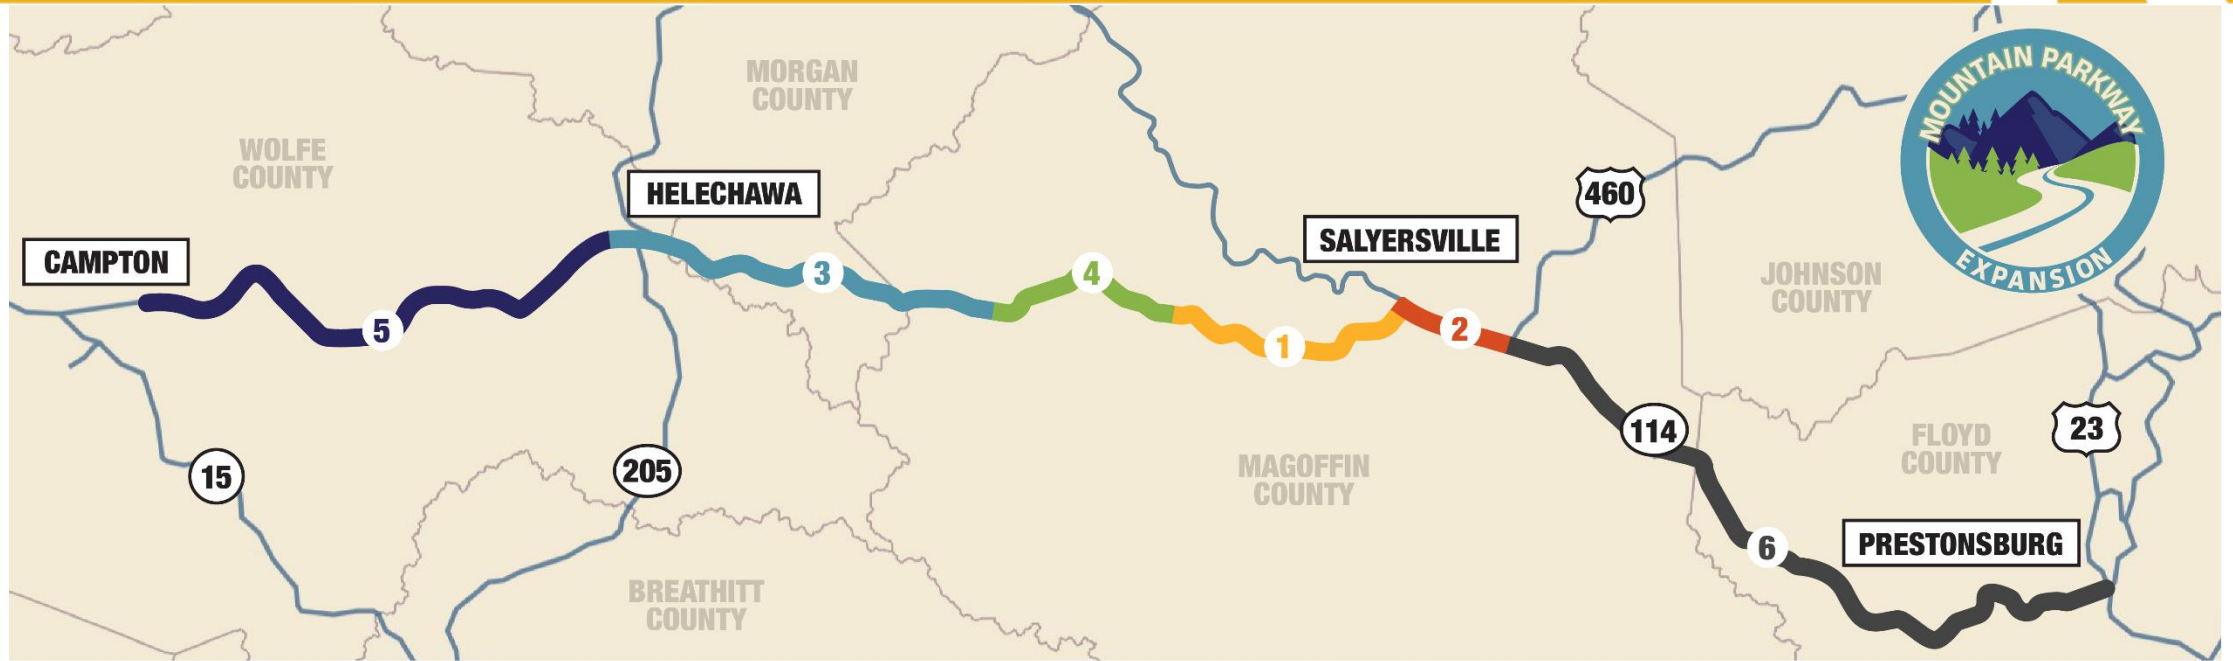 MORGAN
COUNTY
WOLFE
COUNTY
HELECHAWA
CAMPTON
460
SALYERSVILLE
MOUNTAIN PARKWAY
EXPANSION
JOHNSON
COUNTY
5
3
4
1
2
114
6
15
205
MAGOFFIN
COUNTY
FLOYD
COUNTY
23
PRESTONSBURG
BREATHITT
COUNTY